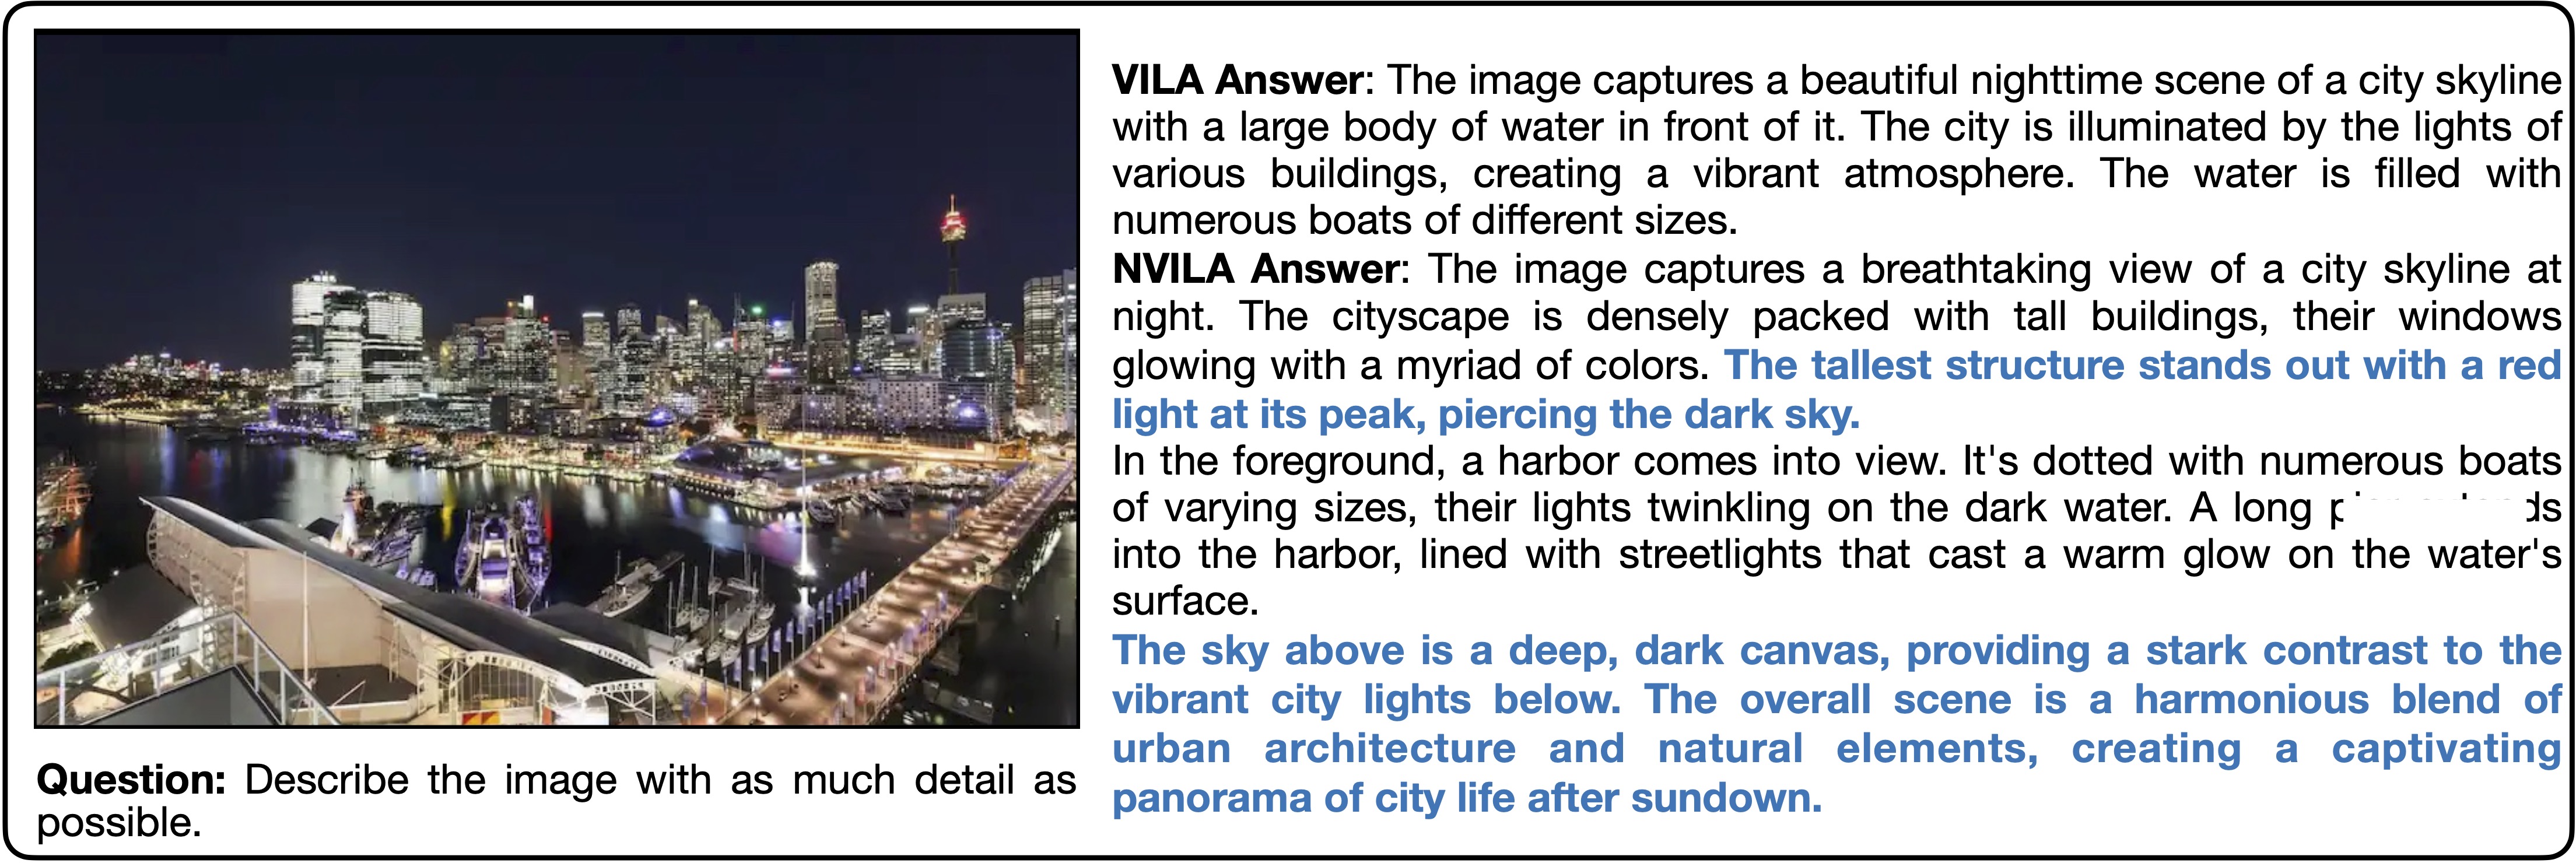 VILA Answer: The image captures a beautiful nighttime scene of a city skyline
with a large body of water in front of it. The city is illuminated by the lights of
various buildings, creating a vibrant atmosphere. The water is filled with
numerous boats of different sizes.
NVILA Answer: The image captures a breathtaking view of a city skyline at
night. The cityscape is densely packed with tall buildings, their windows
glowing with a myriad of colors. The tallest structure stands out with a red
light at its peak, piercing the dark sky.
In the foreground, a harbor comes into view. It's dotted with numerous boats
of varying sizes, their lights twinkling on the dark water. A long
into the harbor, lined with streetlights that cast a warm glow on the water's
surface.
The sky above is a deep, dark canvas, providing a stark contrast to the
vibrant city lights below. The overall scene is a harmonious blend of
urban architecture and natural elements, creating a captivating
panorama of city life after sundown.
Question: Describe the image with as much detail as
possible.